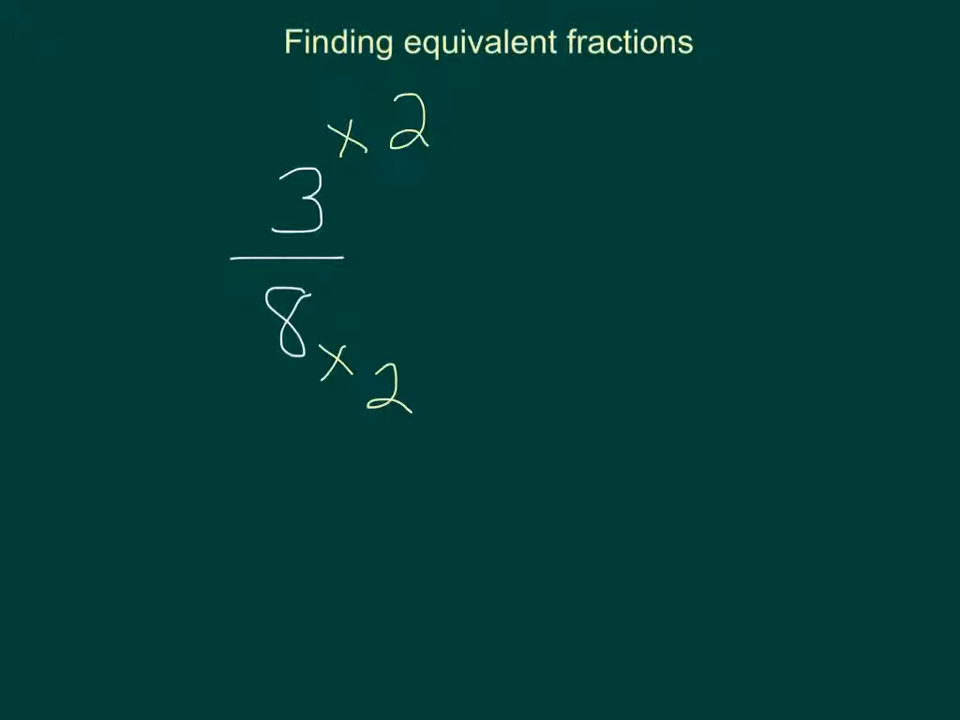 Finding equivalent fractions
× 2
3
8
× 2